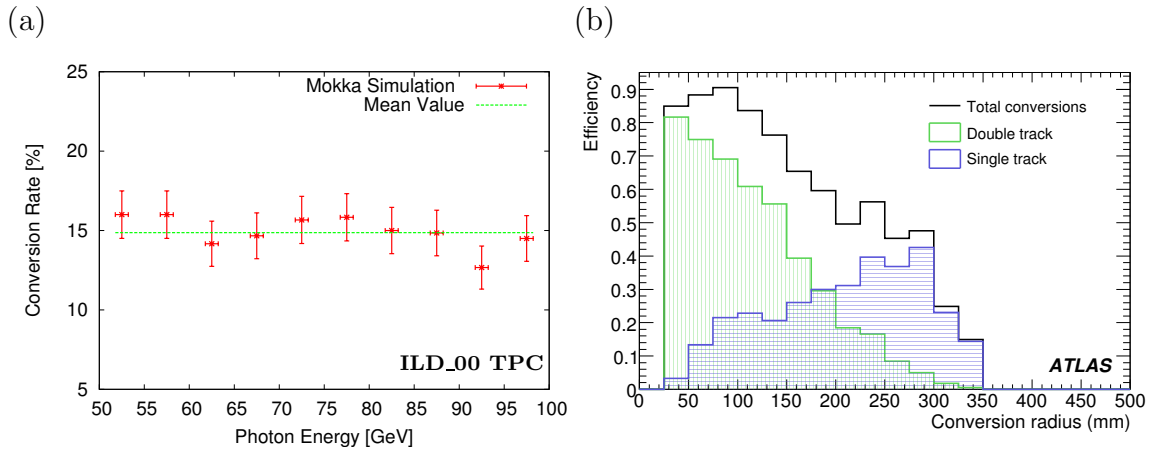 (a)
25
20
15
10
5
Conversion Rate [%]
Mokka Simulation
Mean Value
ILD_00 TPC
50 55 60 65 70 75 80 85 90 95 100
Photon Energy [GeV]
(b)
0.9
0.8
0.7
0.6
0.5
0.4
0.3
0.2
0.1
0
Efficiency
Total conversions
Double track
Single track
ATLAS
0 50 100 150 200 250 300 350 400 450 500
Conversion radius (mm)